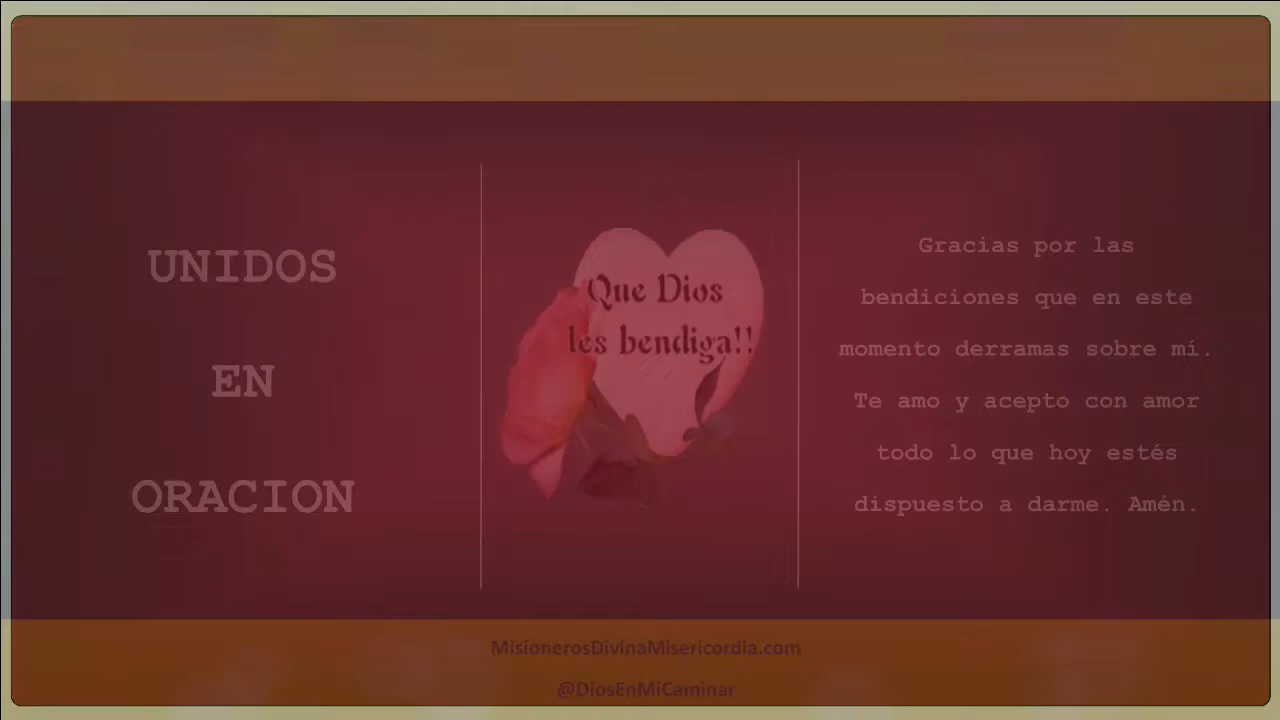 UNIDOS
EN
ORACION
Que Dios
les bendiga!!
Gracias por las
bendiciones que en este
momento derramas sobre mí.
Te amo y acepto con amor
todo lo que hoy estés
dispuesto a darme. Amén.
MisionerosDivinaMisericordia.com
@DiosEnMiCaminar